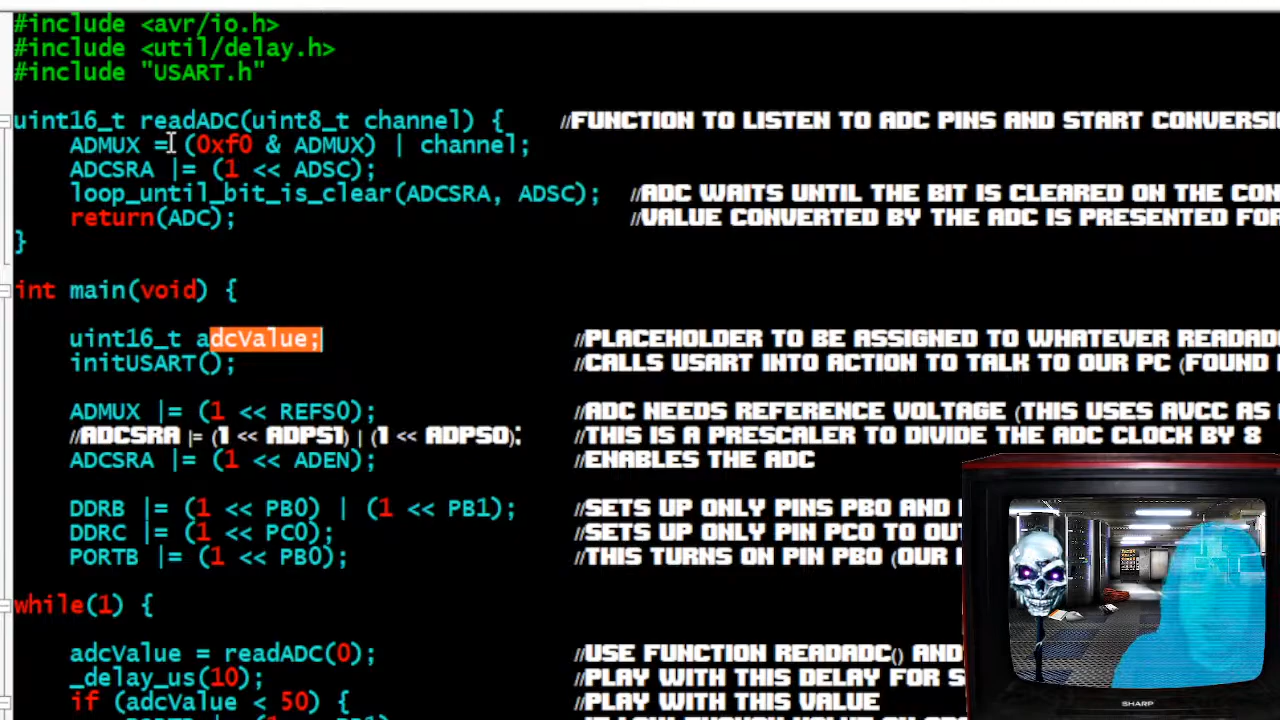 #include <avr/io.h>
#include <util/delay.h>
#include "USART.h"
uint16_t readADC(uint8_t channel) { //FUNCTION TO LISTEN TO ADC PINS AND START
ADMUX = (0xf0 & ADMUX) | channel;
ADCSRA |= (1 << ADSC);
loop_until_bit_is_clear(ADCSRA, ADSC); //ADC WAITS UNTIL THE BIT IS CLEARED ON THE
return(ADC); //VALUE CONVERTED BY THE ADC IS PRESENTED
}
int main(void) {
uint16_t adcValue; //PLACEHOLDER TO BE ASSIGNED TO WHATEVER
initUSART(); //CALLS USART INTO ACTION TO TALK TO OUR PC (FOUND
ADMUX |= (1 << REFS0); //ADC NEEDS REFERENCE VOLTAGE (THIS USES AVCC AS
//ADCSRA |= (1 << ADPS1) | (1 << ADPS0); //THIS IS A PRESCALER TO DIVIDE THE ADC CLOCK BY 8
ADCSRA |= (1 << ADEN); //ENABLES THE ADC
DDRB |= (1 << PB0) | (1 << PB1); //SETS UP ONLY PINS PB0 AND
DDRC |= (1 << PC0); //SETS UP ONLY PIN PC0 TO
PORTB |= (1 << PB0); //THIS TURNS ON PIN PB0 (OUR
while(1) {
adcValue = readADC(0); //USE FUNCTION READADC() AND
_delay_us(10); //PLAY WITH THIS DELAY FOR
if (adcValue < 50) { //PLAY WITH THIS VALUE
SHARP